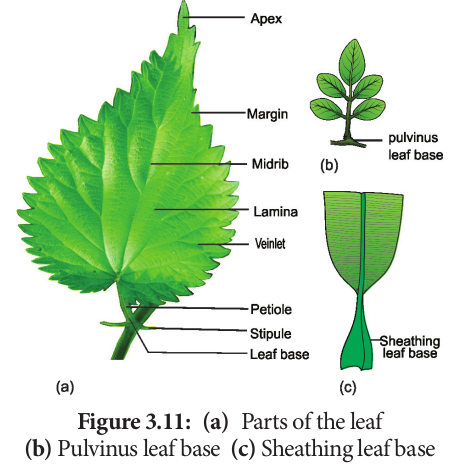 Apex
Margin
Midrib
Lamina
Veinlet
Petiole
Stipule
Leaf base
(a)
pulvinus
leaf base
(b)
Sheathing
leaf base
(c)
Figure 3.11: (a) Parts of the leaf
(b) Pulvinus leaf base (c) Sheathing leaf base